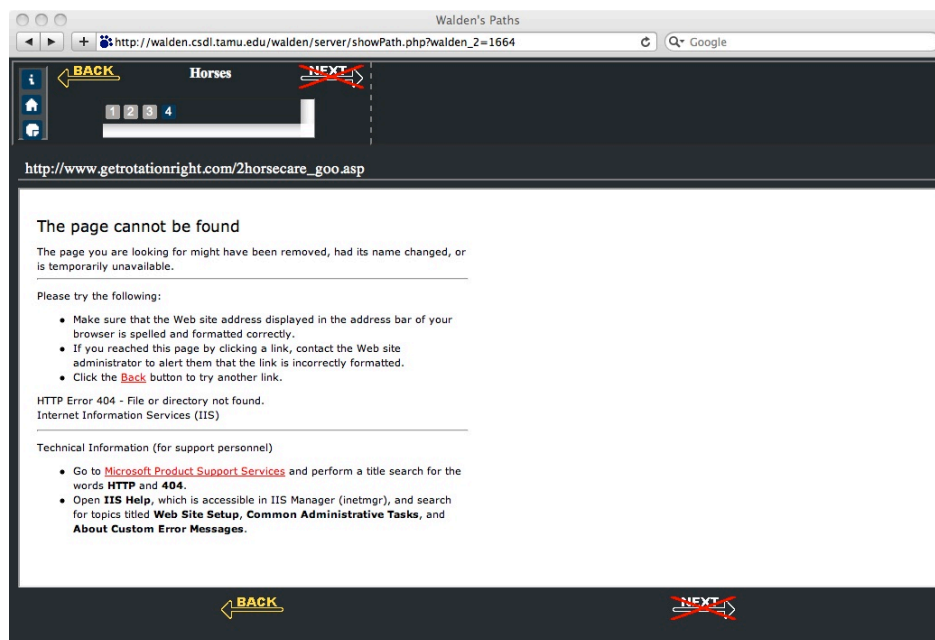 Walden's Paths
http://walden.csdl.tamu.edu/walden/server/showPath.php?walden_2=1664
Google
i
BACK
Horses
NEXT
1 2 3 4
http://www.getrotationright.com/2horsecare_goo.asp
The page cannot be found
The page you are looking for might have been removed, had its name changed, or
is temporarily unavailable.
Please try the following:
• Make sure that the Web site address displayed in the address bar of your
browser is spelled and formatted correctly.
• If you reached this page by clicking a link, contact the Web site
administrator to alert them that the link is incorrectly formatted.
• Click the Back button to try another link.
HTTP Error 404 - File or directory not found.
Internet Information Services (IIS)
Technical Information (for support personnel)
• Go to Microsoft Product Support Services and perform a title search for the
words HTTP and 404.
• Open IIS Help, which is accessible in IIS Manager (inetmgr), and search
for topics titled Web Site Setup, Common Administrative Tasks, and
About Custom Error Messages.
BACK
NEXT